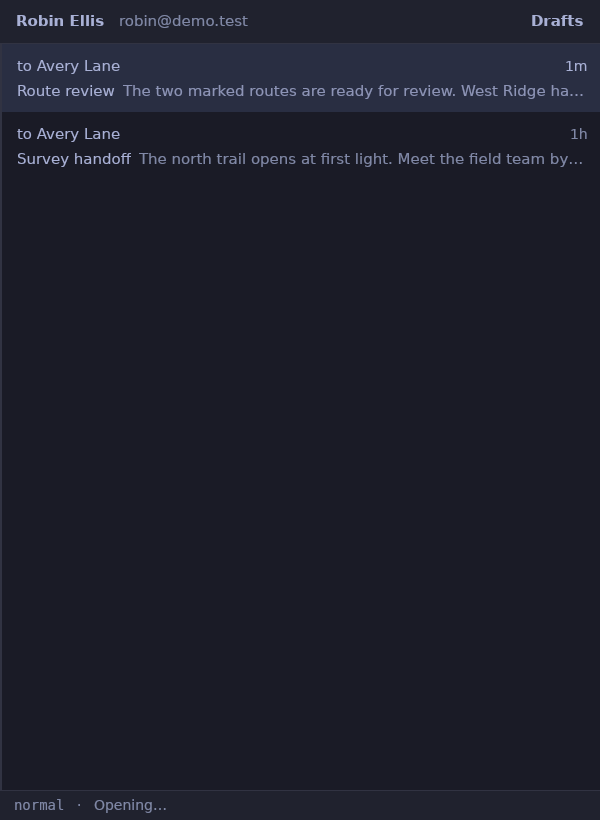 Robin Ellis robin@demo.test Drafts
to Avery Lane 1m
Route review The two marked routes are ready for review. West Ridge ha…
to Avery Lane 1h
Survey handoff The north trail opens at first light. Meet the field team by…
normal · Opening…